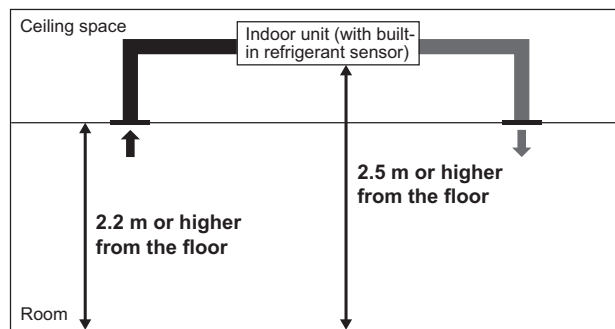 Ceiling space
Indoor unit (with built-
in refrigerant sensor)
2.5 m or higher
from the floor
2.2 m or higher
from the floor
Room